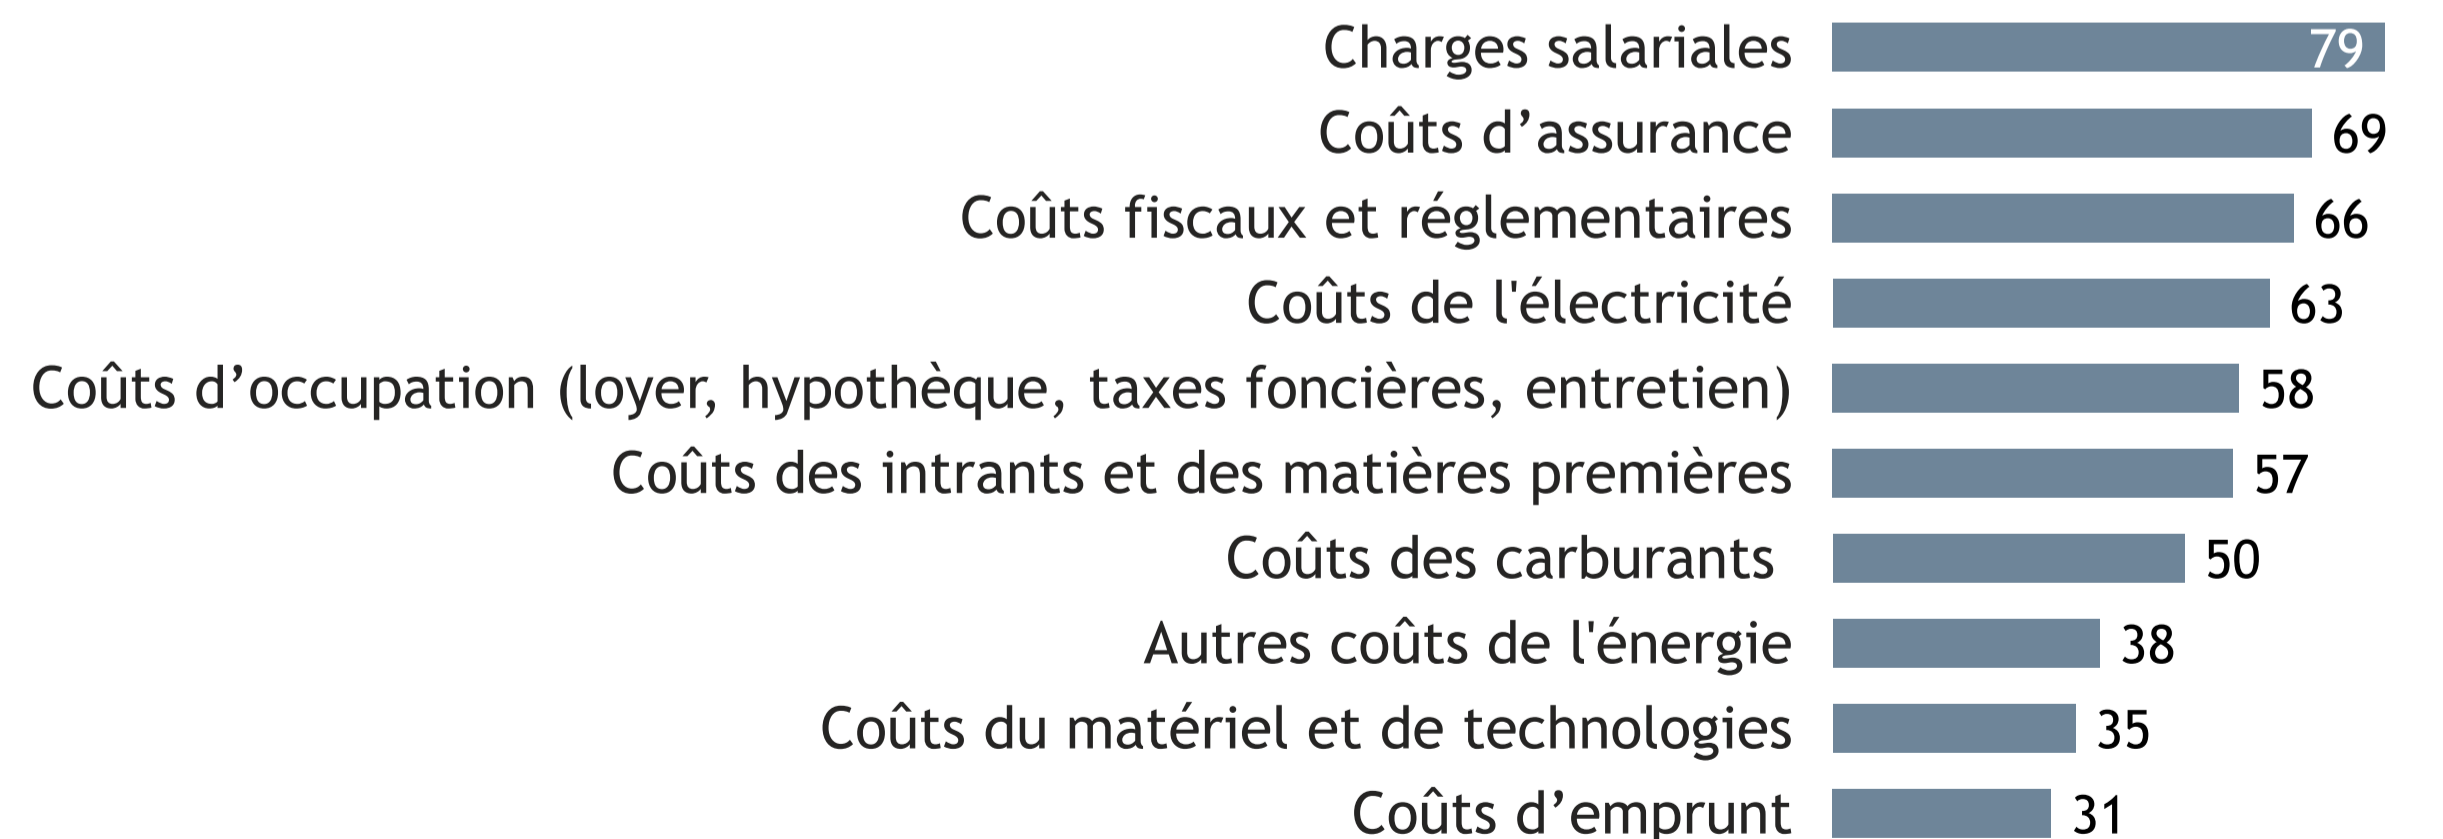 Charges salariales 79
Coûts d’assurance 69
Coûts fiscaux et réglementaires 66
Coûts de l'électricité 63
Coûts d’occupation (loyer, hypothèque, taxes foncières, entretien) 58
Coûts des intrants et des matières premières 57
Coûts des carburants 50
Autres coûts de l'énergie 38
Coûts du matériel et de technologies 35
Coûts d’emprunt 31